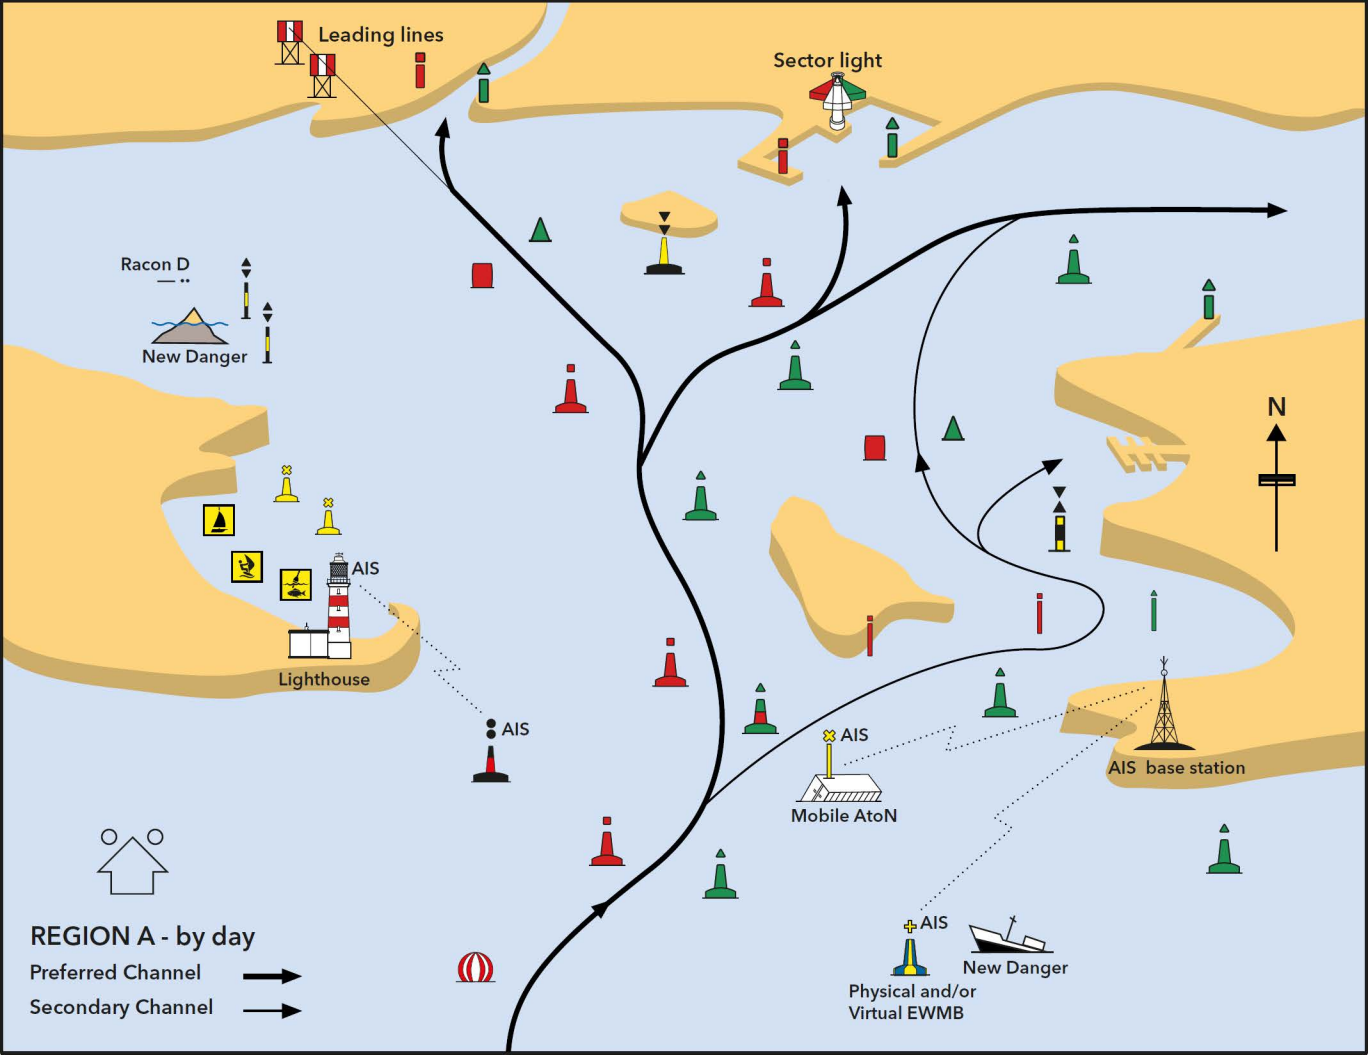 Leading lines
Sector light
Racon D
New Danger
N
AIS
Lighthouse
AIS
AIS
Mobile AtoN
AIS base station
AIS
New Danger
Physical and/or
Virtual EWMB
REGION A - by day
Preferred Channel
Secondary Channel